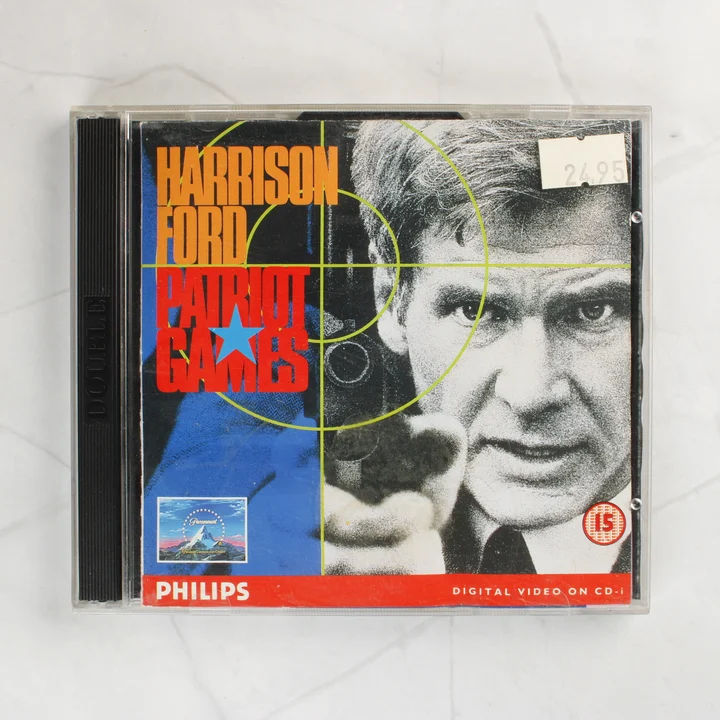 HARRISON
FORD
PATRIOT
GAMES
24.95
DOUBLE
Paramount
15
PHILIPS
DIGITAL VIDEO ON CD-i